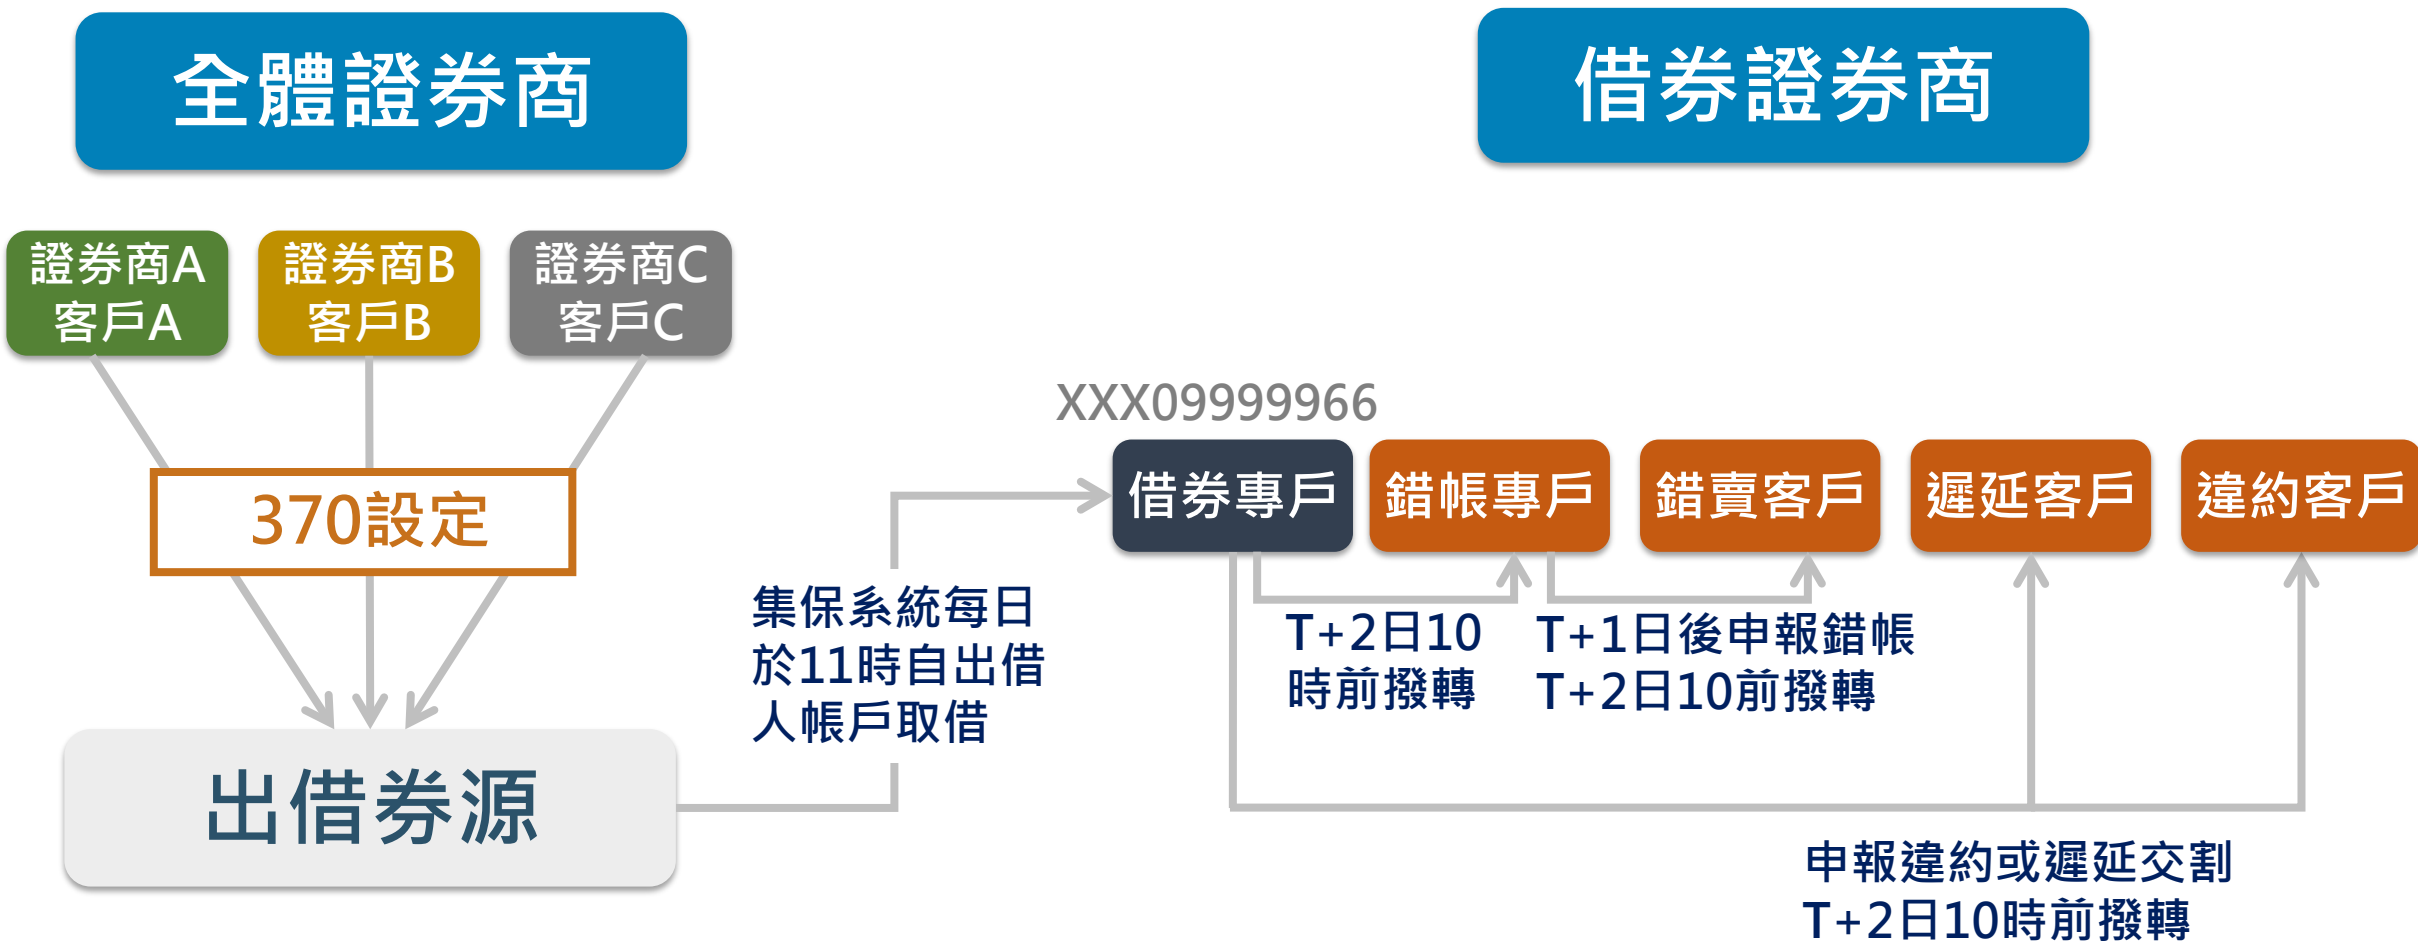 全體證券商
借券證券商
證券商A
客戶A
證券商B
客戶B
證券商C
客戶C
XXX09999966
借券專戶
錯帳專戶
錯賣客戶
遲延客戶
違約客戶
370設定
集保系統每日
於11時自出借
人帳戶取借
T+2日10
時前撥轉
T+1日後申報錯帳
T+2日10前撥轉
出借券源
申報違約或遲延交割
T+2日10時前撥轉